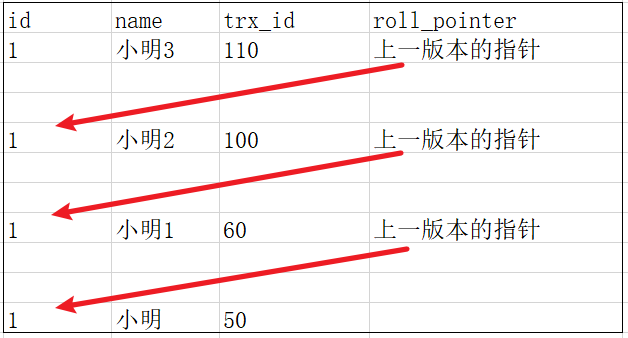 id name trx_id roll_pointer
1 小明3 110 上一版本的指针
1 小明2 100 上一版本的指针
1 小明1 60 上一版本的指针
1 小明 50